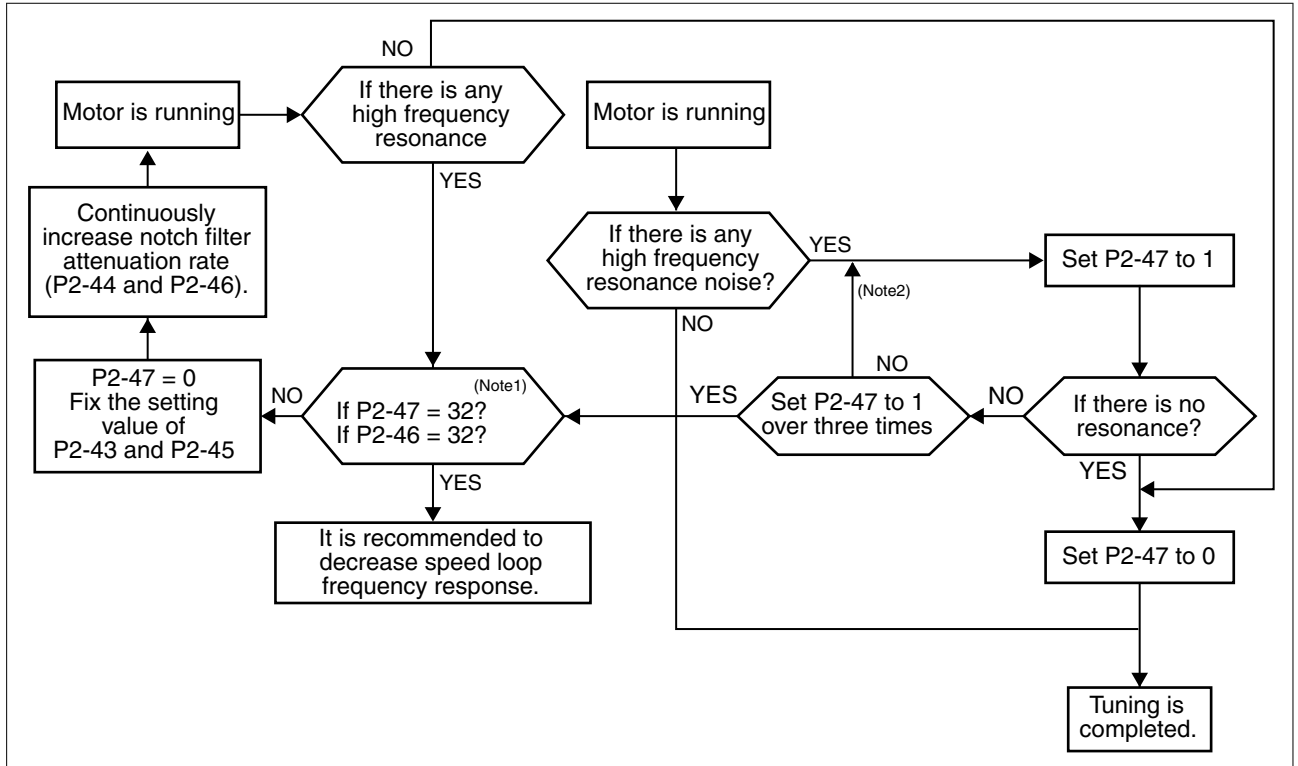 NO
If there is any
high frequency
resonance
Motor is running
YES
Continuously
increase notch filter
attenuation rate
(P2-44 and P2-46).
P2-47 = 0
Fix the setting
value of
P2-43 and P2-45
NO
(Note1)
If P2-47 = 32?
If P2-46 = 32?
YES
It is recommended to
decrease speed loop
frequency response.
Motor is running
If there is any
high frequency
resonance noise?
YES
NO
(Note2)
Set P2-47 to 1
NO
YES
Set P2-47 to 1
over three times
NO
If there is no
resonance?
YES
Set P2-47 to 0
Tuning is
completed.